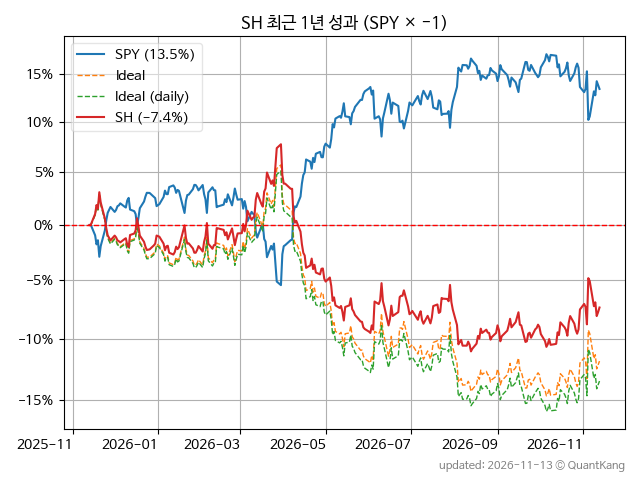 SH 최근 1년 성과 (SPY × −1)
SPY (13.5%)
Ideal
Ideal (daily)
SH (−7.4%)
15%
10%
5%
0%
−5%
−10%
−15%
2025-11
2026-01
2026-03
2026-05
2026-07
2026-09
2026-11
updated: 2026-11-13 © QuantKang